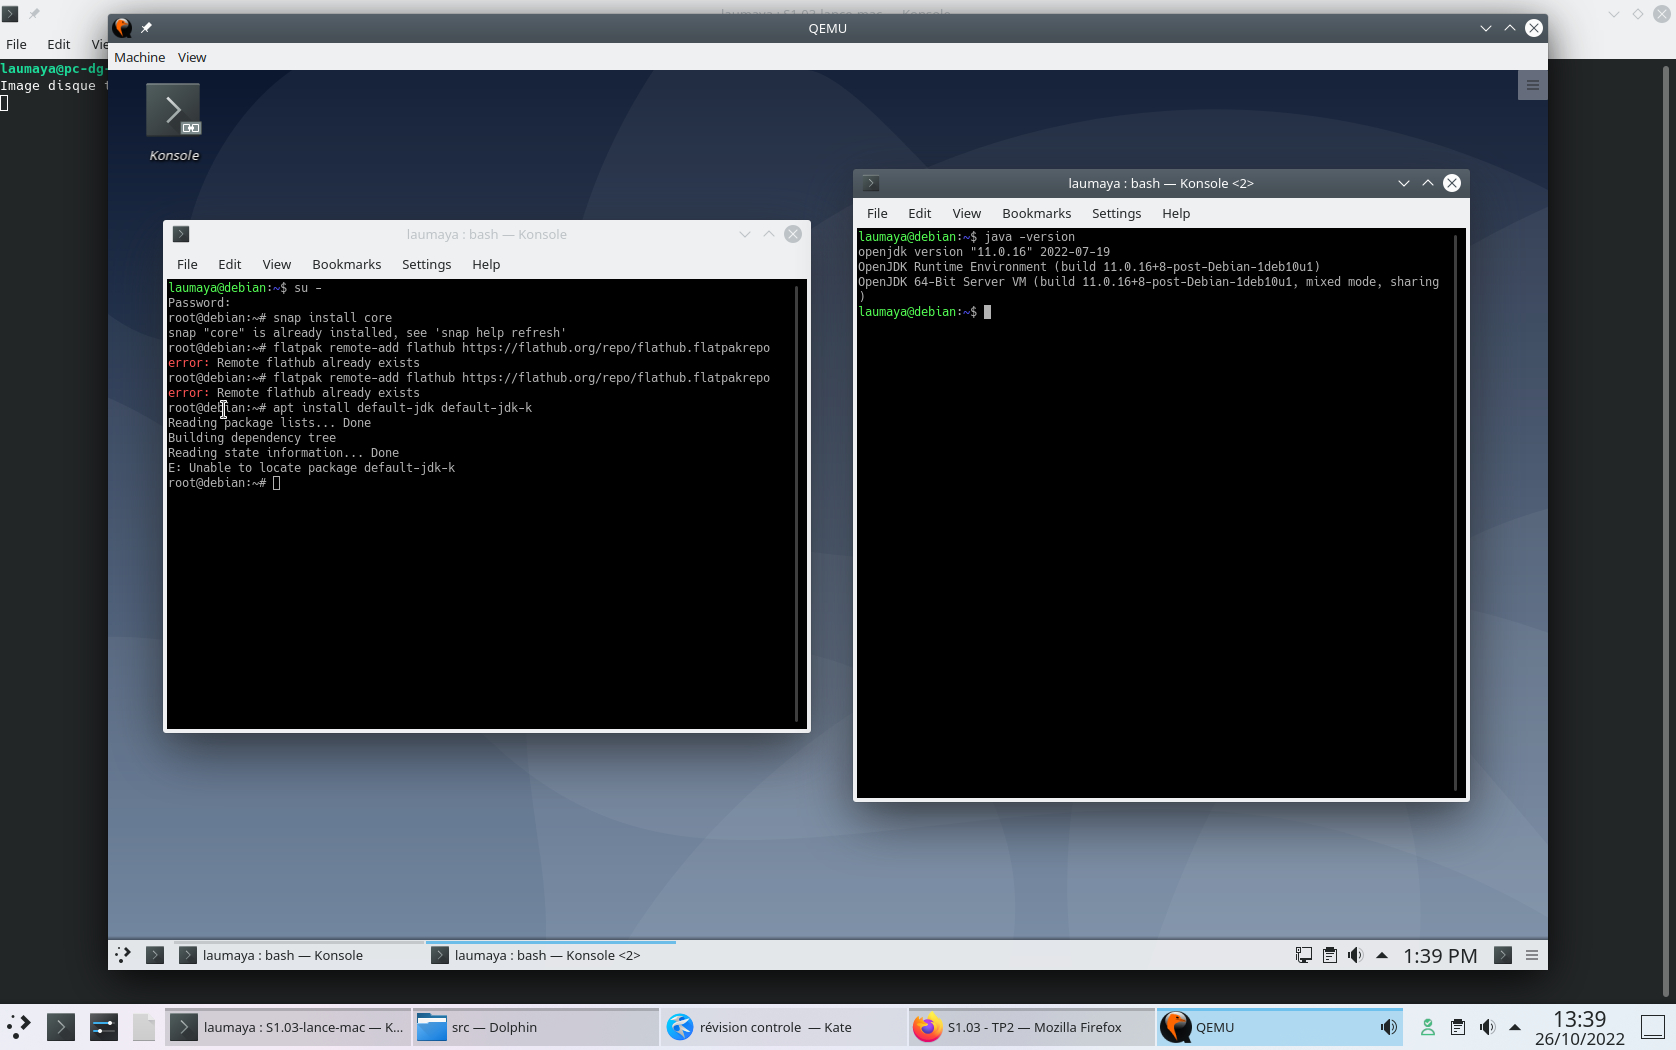 File Edit Vie
laumaya@pc-dg-
Image disque
QEMU
Machine View
Konsole
laumaya : bash — Konsole
File Edit View Bookmarks Settings Help
laumaya@debian:~$ su -
Password:
root@debian:~# snap install core
snap "core" is already installed, see 'snap help refresh'
root@debian:~# flatpak remote-add flathub https://flathub.org/repo/flathub.flatpakrepo
error: Remote flathub already exists
root@debian:~# flatpak remote-add flathub https://flathub.org/repo/flathub.flatpakrepo
error: Remote flathub already exists
root@debian:~# apt install default-jdk default-jdk-k
Reading package lists... Done
Building dependency tree
Reading state information... Done
E: Unable to locate package default-jdk-k
root@debian:~#
laumaya : bash — Konsole <2>
File Edit View Bookmarks Settings Help
laumaya@debian:~$ java -version
openjdk version "11.0.16" 2022-07-19
OpenJDK Runtime Environment (build 11.0.16+8-post-Debian-1deb10u1)
OpenJDK 64-Bit Server VM (build 11.0.16+8-post-Debian-1deb10u1, mixed mode, sharing
)
laumaya@debian:~$
laumaya : bash — Konsole laumaya : bash — Konsole <2> 1:39 PM
laumaya : S1.03-lance-mac — K... src — Dolphin révision controle — Kate S1.03 - TP2 — Mozilla Firefox QEMU 13:39
26/10/2022